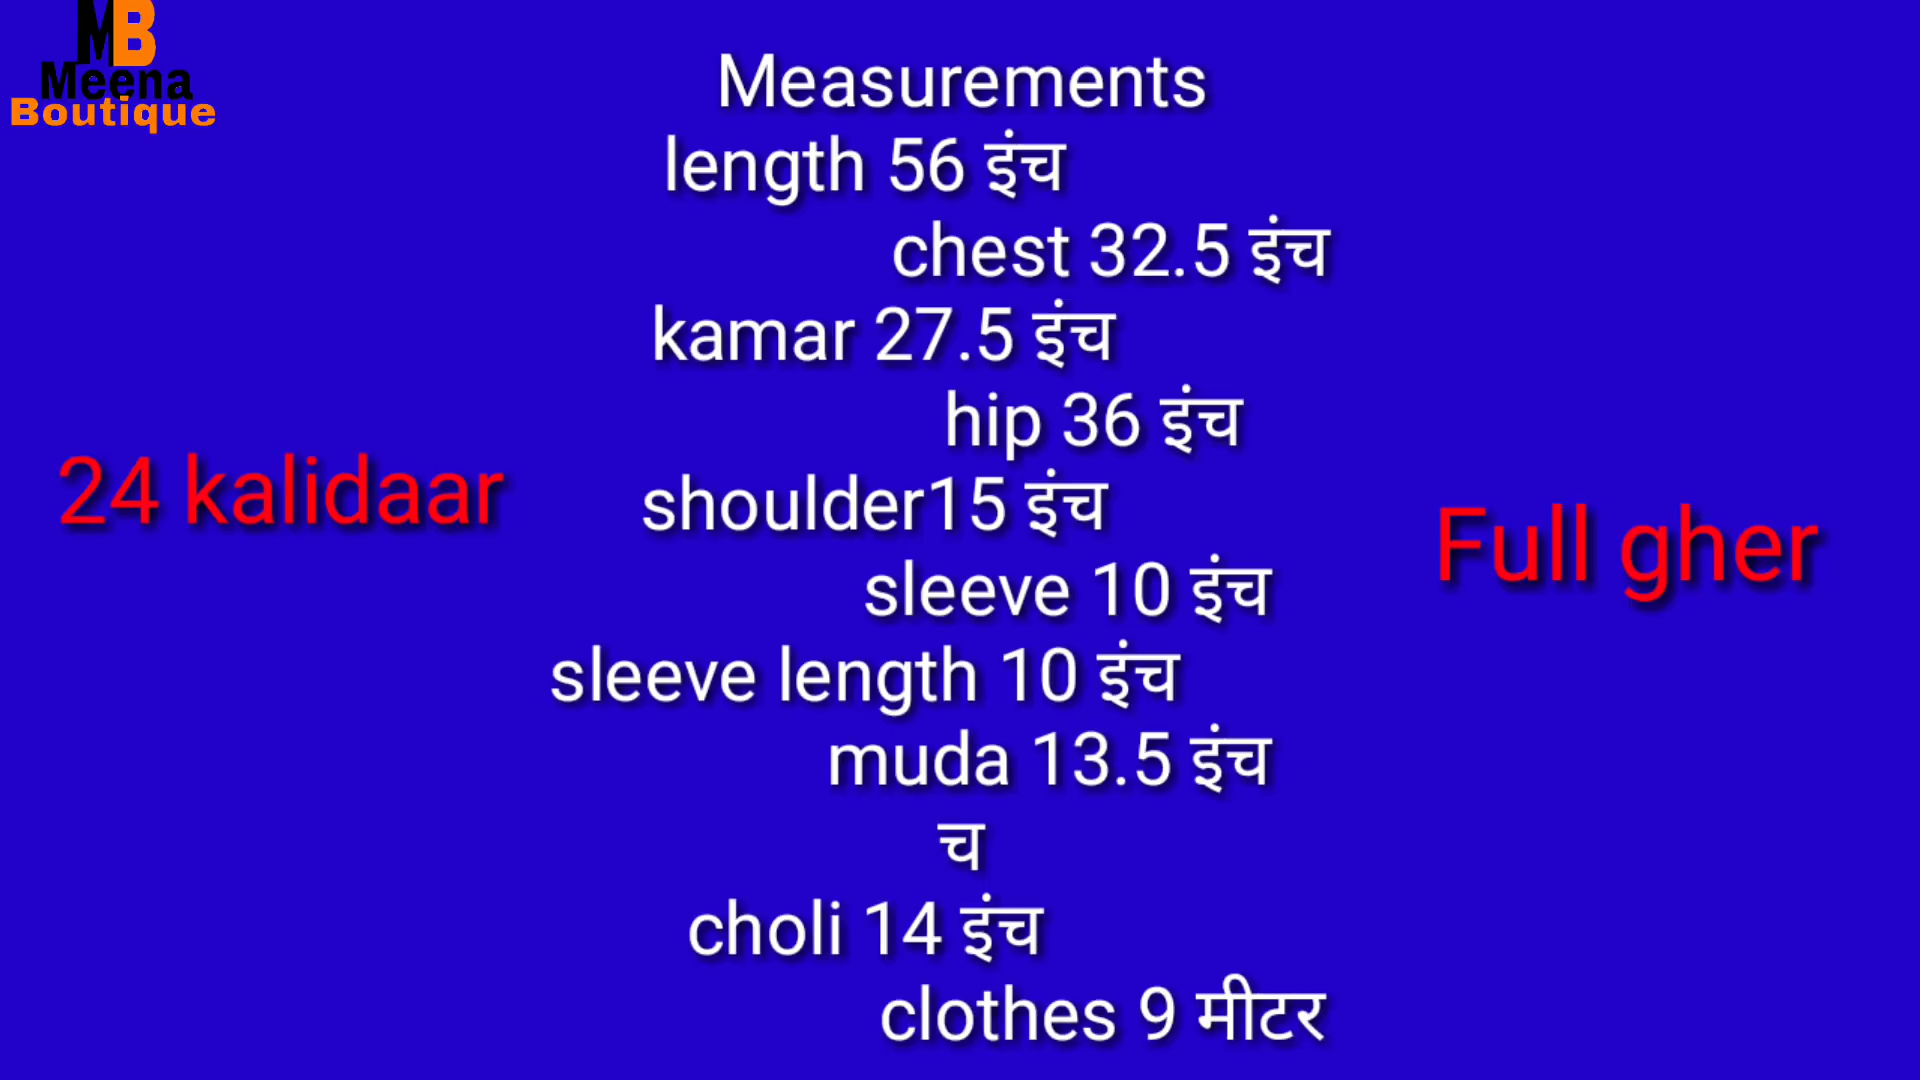 MB
Meena
Boutique
Measurements
length 56 इंच
chest 32.5 इंच
kamar 27.5 इंच
hip 36 इंच
24 kalidaar
shoulder15 इंच
Full gher
sleeve 10 इंच
sleeve length 10 इंच
muda 13.5 इंच
च
choli 14 इंच
clothes 9 मीटर